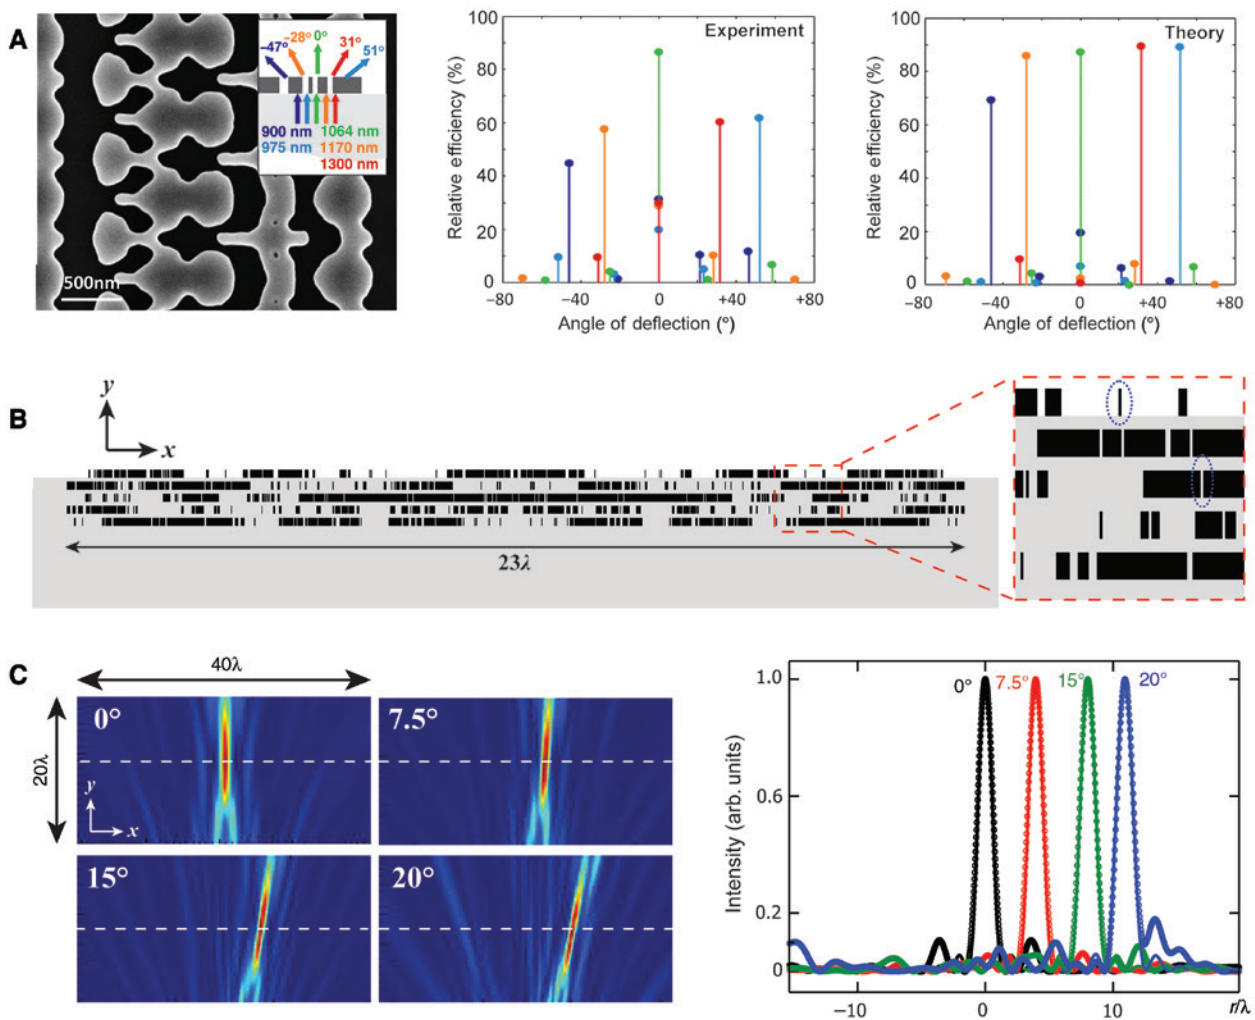 A
500nm
−47° −28° 0° 31° 51°
900 nm 1064 nm
975 nm 1170 nm
1300 nm
Experiment
Relative efficiency (%)
100
80
60
40
20
0
−80 −40 0 +40 +80
Angle of deflection (°)
Theory
Relative efficiency (%)
100
80
60
40
20
0
−80 −40 0 +40 +80
Angle of deflection (°)
B
y
x
23λ
C
40λ
20λ
0°
y
x
7.5°
15°
20°
Intensity (arb. units)
1.0
0.6
0.2
0
0° 7.5° 15° 20°
−10 0 10 r/λ